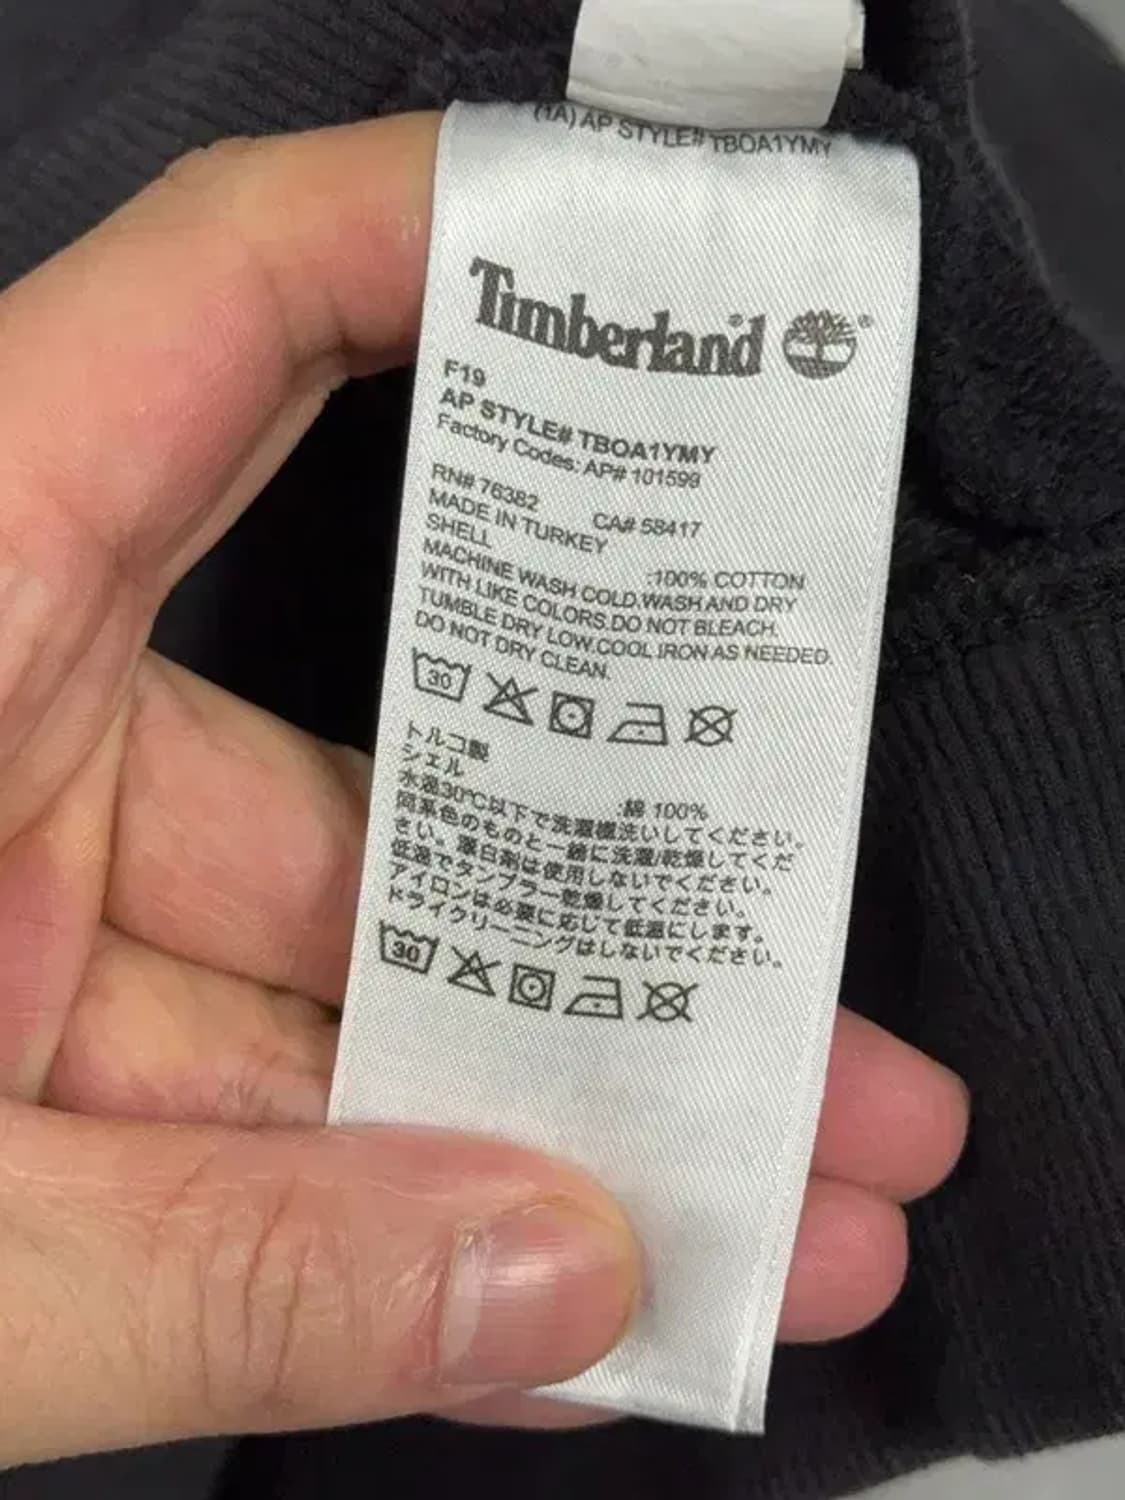 (1A) AP STYLE# TBOA1YMY
Timberland®
F19
AP STYLE# TBOA1YMY
Factory Codes: AP# 101599
RN# 76382 CA# 58417
MADE IN TURKEY
SHELL :100% COTTON
MACHINE WASH COLD.WASH AND DRY
WITH LIKE COLORS.DO NOT BLEACH.
TUMBLE DRY LOW.COOL IRON AS NEEDED.
DO NOT DRY CLEAN.
30
トルコ製
シェル :綿 100%
水温30℃以下で洗濯機洗いしてください。
同系色のものと一緒に洗濯/乾燥してくだ
さい。漂白剤は使用しないでください。
低温でタンブラー乾燥してください。
アイロンは必要に応じて低温にします。
ドライクリーニングはしないでください。
30